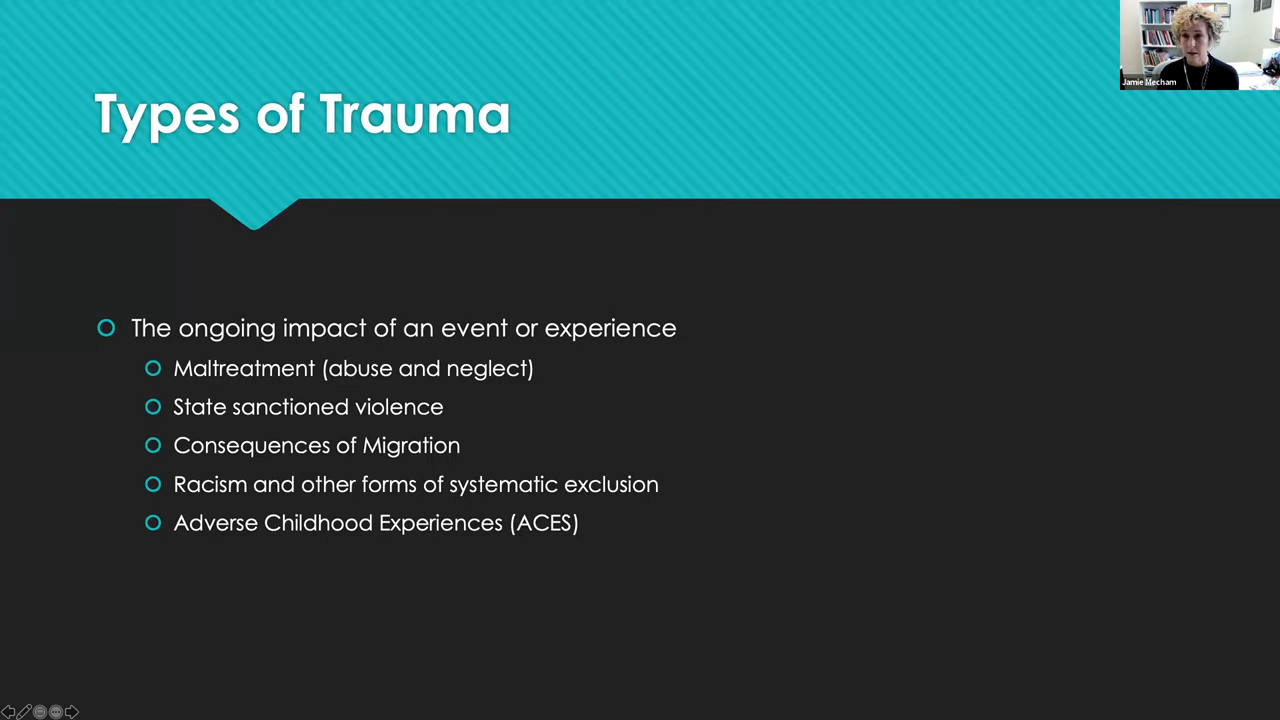 Jamie Mecham
Types of Trauma
The ongoing impact of an event or experience
Maltreatment (abuse and neglect)
State sanctioned violence
Consequences of Migration
Racism and other forms of systematic exclusion
Adverse Childhood Experiences (ACES)